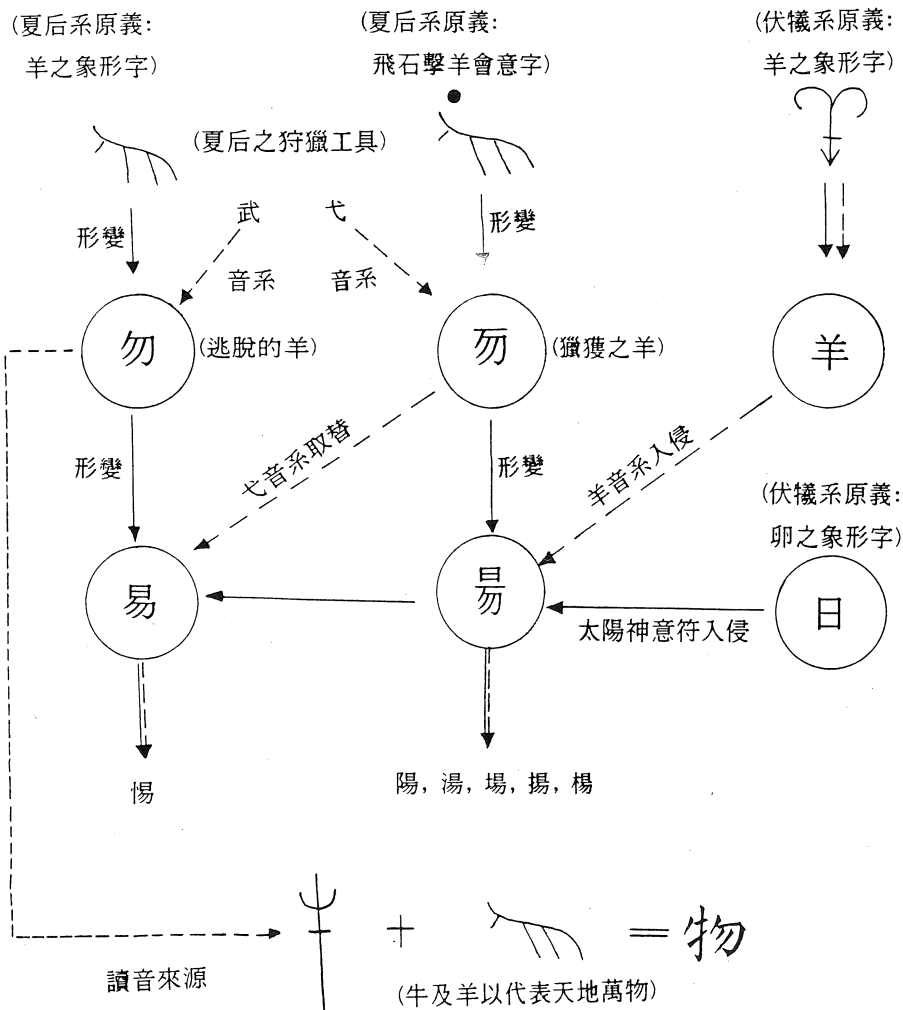 (夏后系原義:
羊之象形字)
(夏后系原義:
飛石擊羊會意字)
(伏犧系原義:
羊之象形字)
(夏后之狩獵工具)
武
弋
形變
形變
音系
音系
勿
(逃脫的羊)
(獵獲之羊)
羊
形變
弋音系取替
形變
羊音系入侵
(伏犧系原義:
卵之象形字)
易
昜
日
太陽神意符入侵
惕
陽, 湯, 場, 揚, 楊
+
=
物
讀音來源
(牛及羊以代表天地萬物)